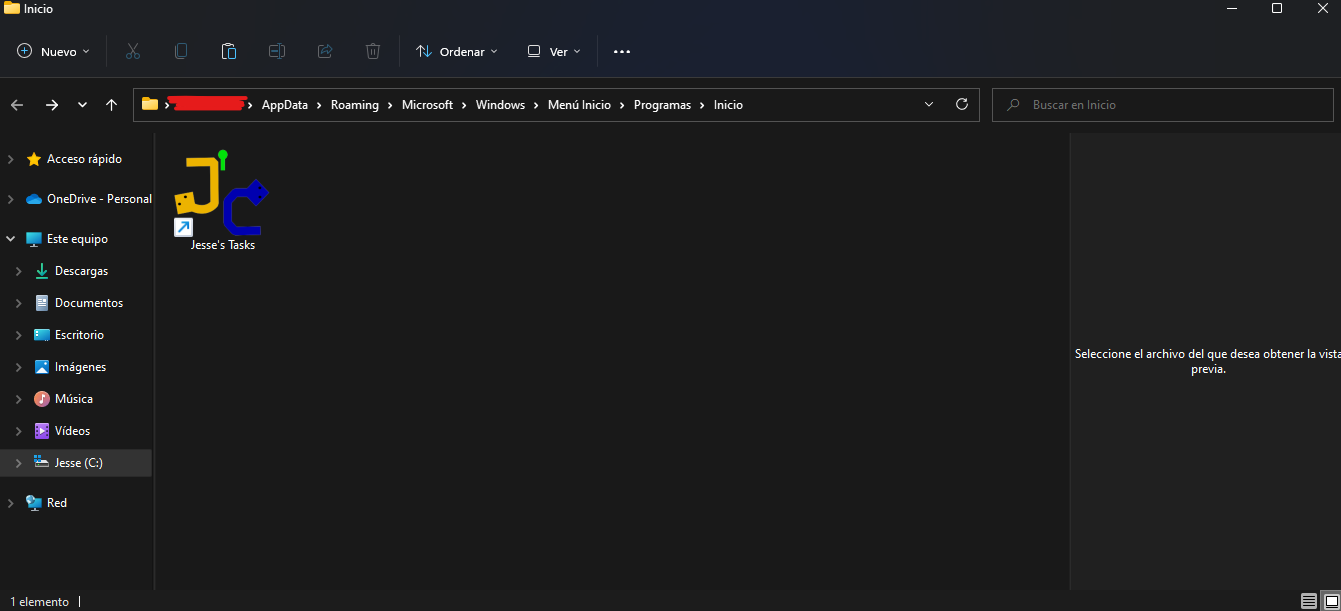 Inicio
Nuevo
Ordenar
Ver
AppData > Roaming > Microsoft > Windows > Menú Inicio > Programas > Inicio
Buscar en Inicio
Acceso rápido
OneDrive - Personal
Este equipo
Descargas
Documentos
Escritorio
Imágenes
Música
Vídeos
Jesse (C:)
Red
JC
Jesse's Tasks
Seleccione el archivo del que desea obtener la vista
previa.
1 elemento